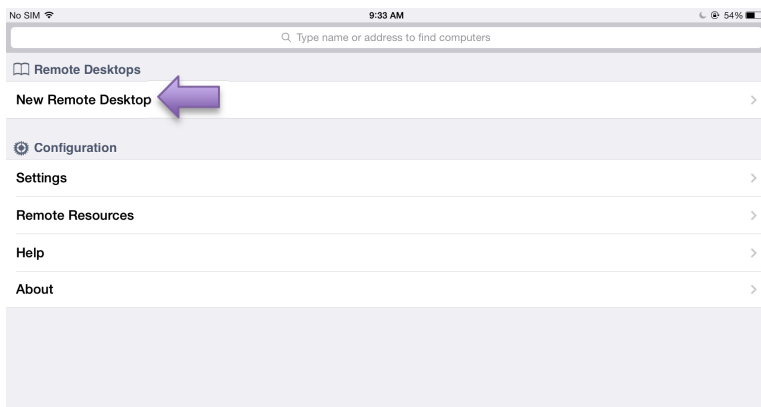 No SIM 9:33 AM 54%
Type name or address to find computers
Remote Desktops
New Remote Desktop
Configuration
Settings
Remote Resources
Help
About